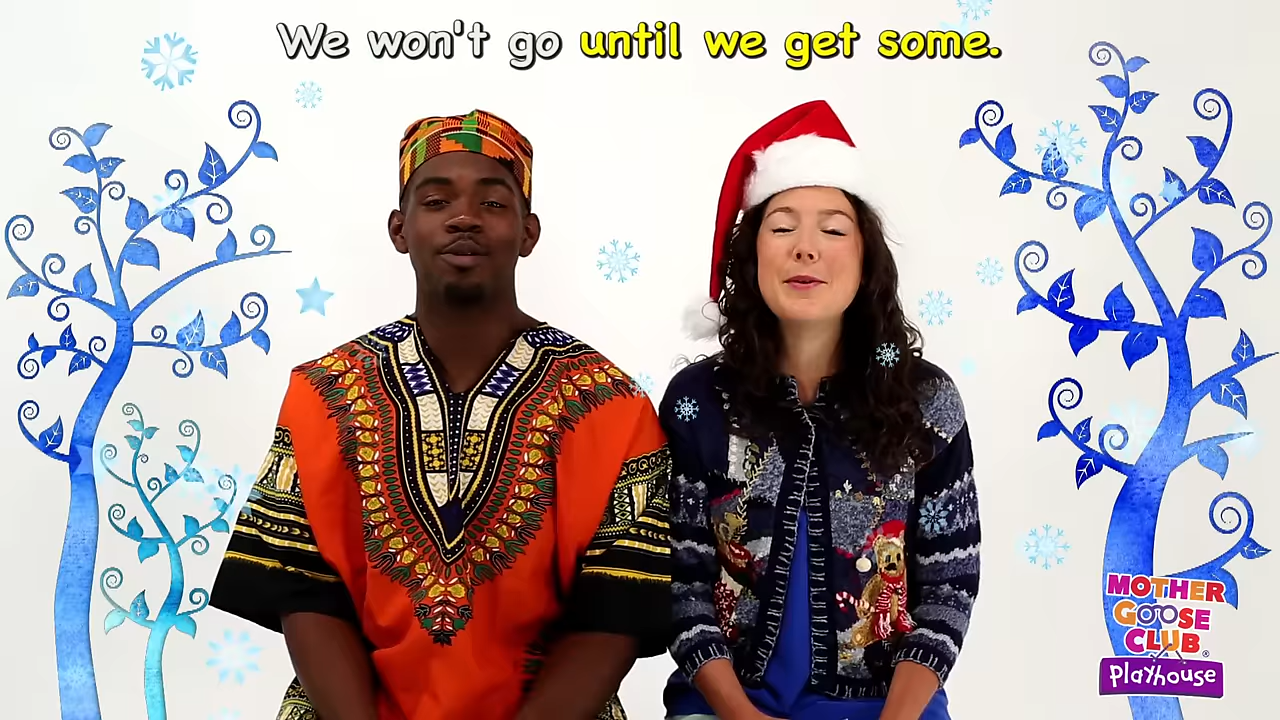 We won't go until we get some.
MOTHER
GOOSE
CLUB®
Playhouse